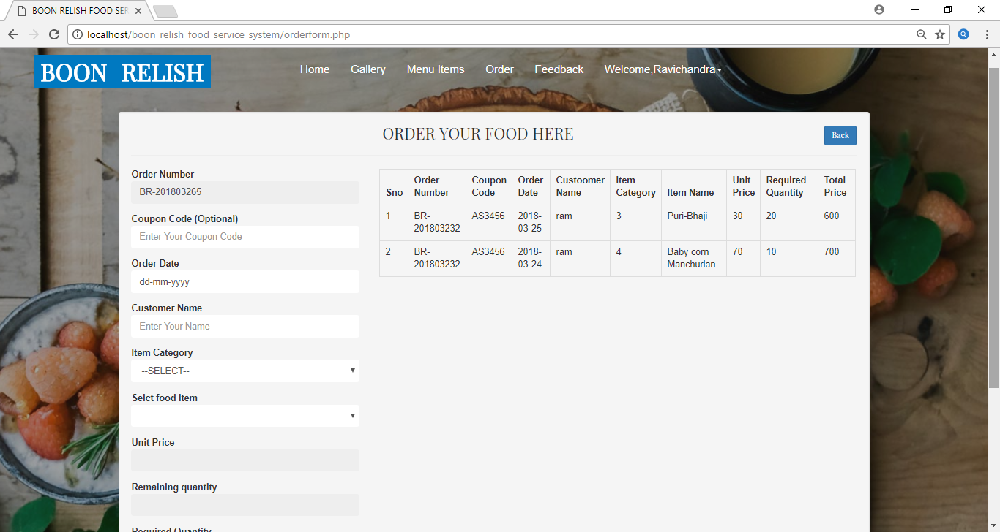 BOON RELISH FOOD SER
localhost/boon_relish_food_service_system/orderform.php
BOON RELISH
Home Gallery Menu Items Order Feedback Welcome,Ravichandra
ORDER YOUR FOOD HERE
Back
Order Number
BR-201803265
Coupon Code (Optional)
Enter Your Coupon Code
Order Date
dd-mm-yyyy
Customer Name
Enter Your Name
Item Category
--SELECT--
Selct food Item
Unit Price
Remaining quantity
Required Quantity
Order Coupon Order Custoomer Item Unit Required Total
Sno Number Code Date Name Category Item Name Price Quantity Price
1 BR- AS3456 2018- ram 3 Puri-Bhaji 30 20 600
201803232 03-25
2 BR- AS3456 2018- ram 4 Baby corn 70 10 700
201803232 03-24 Manchurian